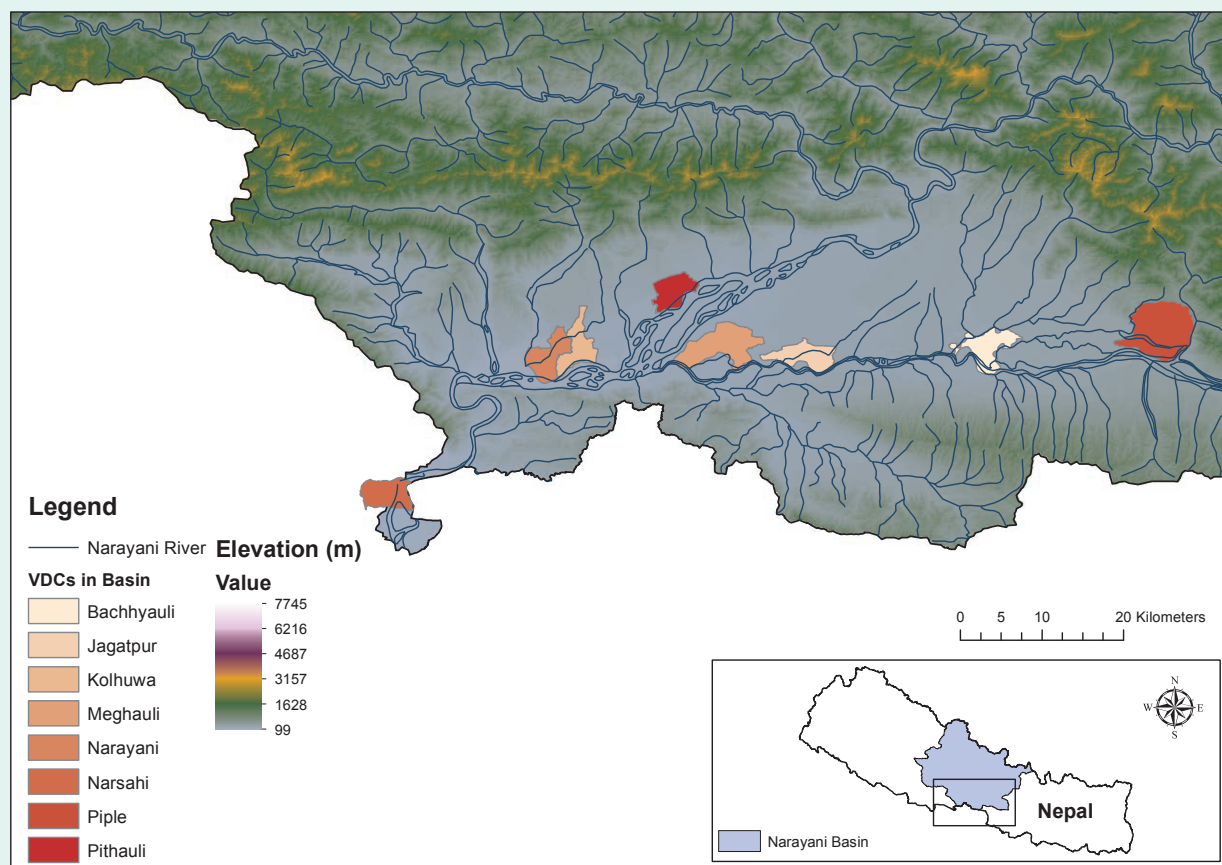 Legend
Narayani River
VDCs in Basin
Bachhyauli
Jagatpur
Kolhuwa
Meghauli
Narayani
Narsahi
Piple
Pithauli
Elevation (m)
Value
7745
6216
4687
3157
1628
99
0 5 10 20 Kilometers
N
W E
S
Nepal
Narayani Basin